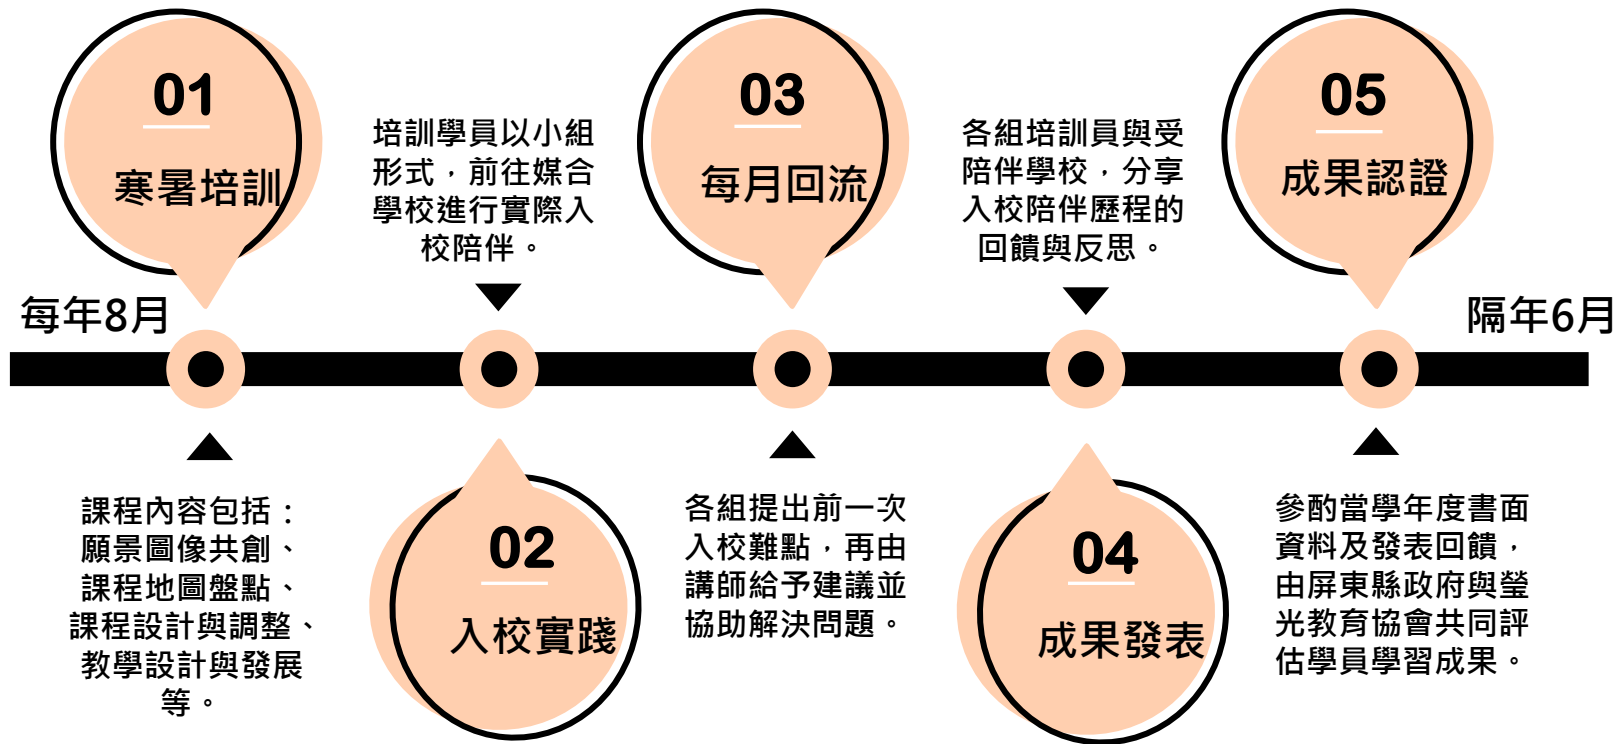 01
寒暑培訓
培訓學員以小組
形式，前往媒合
學校進行實際入
校陪伴。
03
每月回流
各組培訓員與受
陪伴學校，分享
入校陪伴歷程的
回饋與反思。
05
成果認證
每年8月
隔年6月
課程內容包括：
願景圖像共創、
課程地圖盤點、
課程設計與調整、
教學設計與發展
等。
02
入校實踐
各組提出前一次
入校難點，再由
講師給予建議並
協助解決問題。
04
成果發表
參酌當學年度書面
資料及發表回饋，
由屏東縣政府與瑩
光教育協會共同評
估學員學習成果。